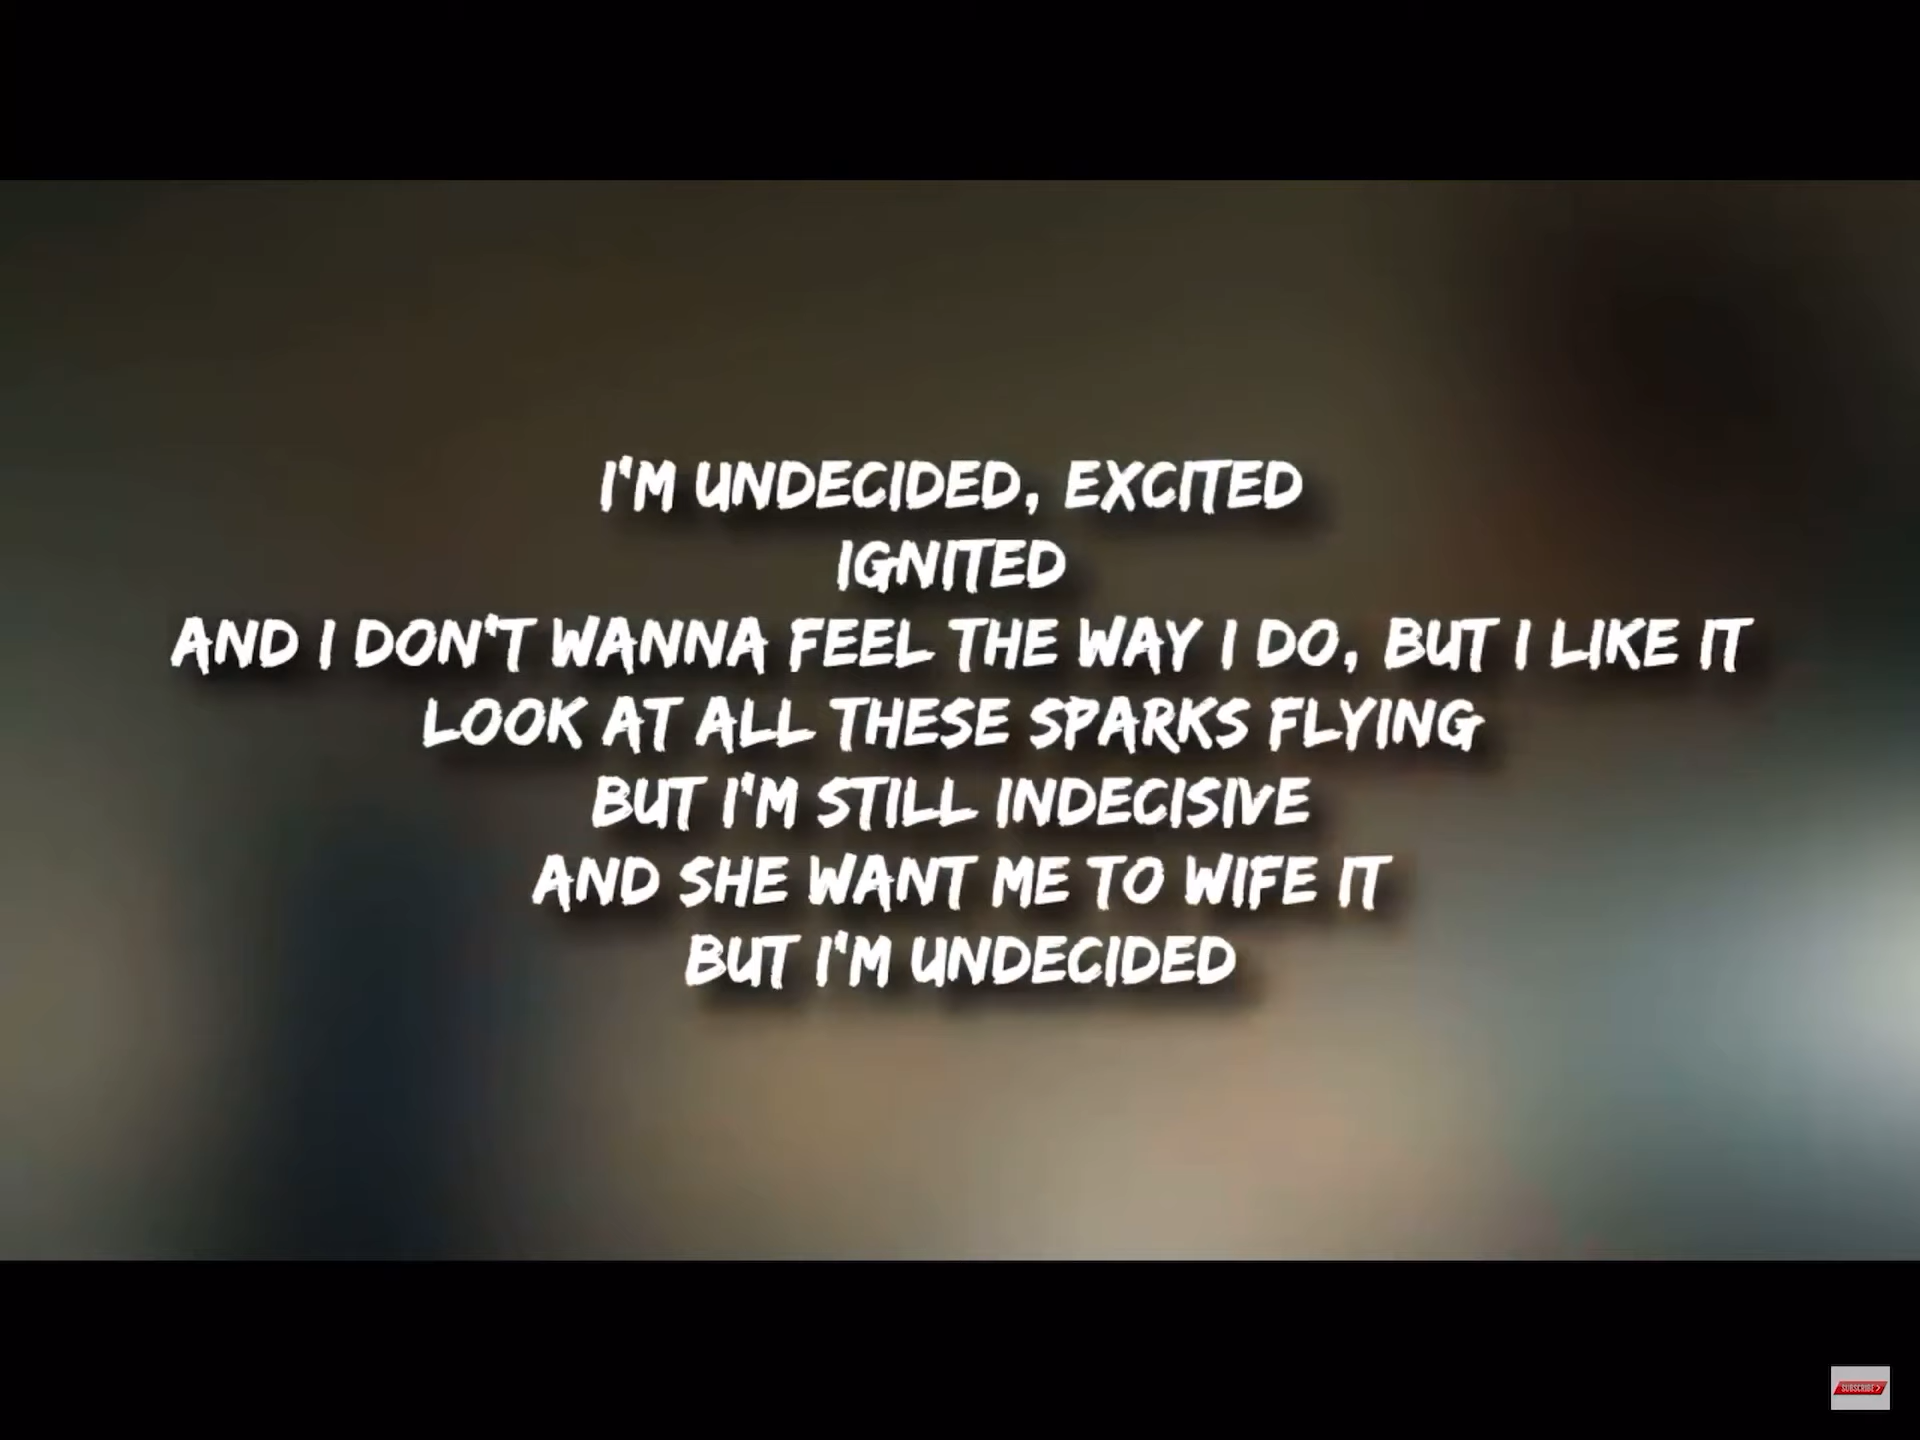 I'M UNDECIDED, EXCITED
IGNITED
AND I DON'T WANNA FEEL THE WAY I DO, BUT I LIKE IT
LOOK AT ALL THESE SPARKS FLYING
BUT I'M STILL INDECISIVE
AND SHE WANT ME TO WIFE IT
BUT I'M UNDECIDED
SUBSCRIBE